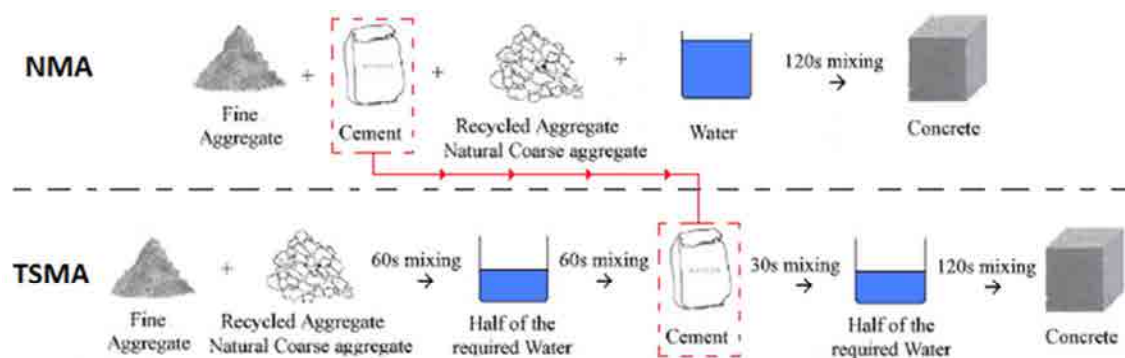 NMA
+
+
+
120s mixing
→
Fine
Aggregate
Cement
Recycled Aggregate
Natural Coarse aggregate
Water
Concrete
TSMA
+
60s mixing
→
60s mixing
→
30s mixing
→
120s mixing
→
Fine
Aggregate
Recycled Aggregate
Natural Coarse aggregate
Half of the
required Water
Cement
Half of the
required Water
Concrete